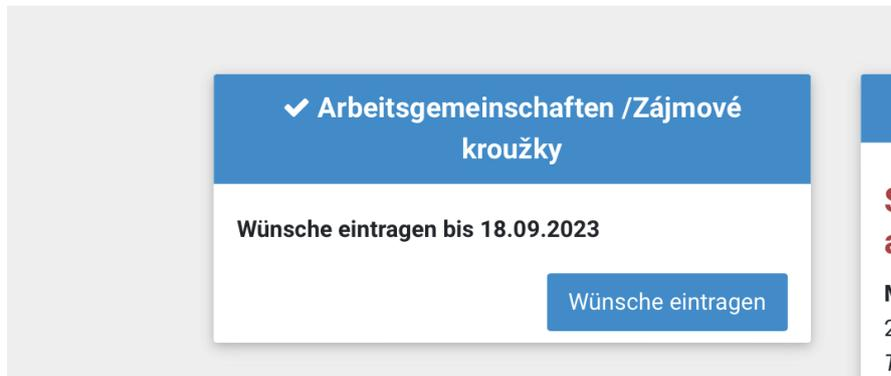 Arbeitsgemeinschaften /Zájmové
kroužky
Wünsche eintragen bis 18.09.2023
Wünsche eintragen